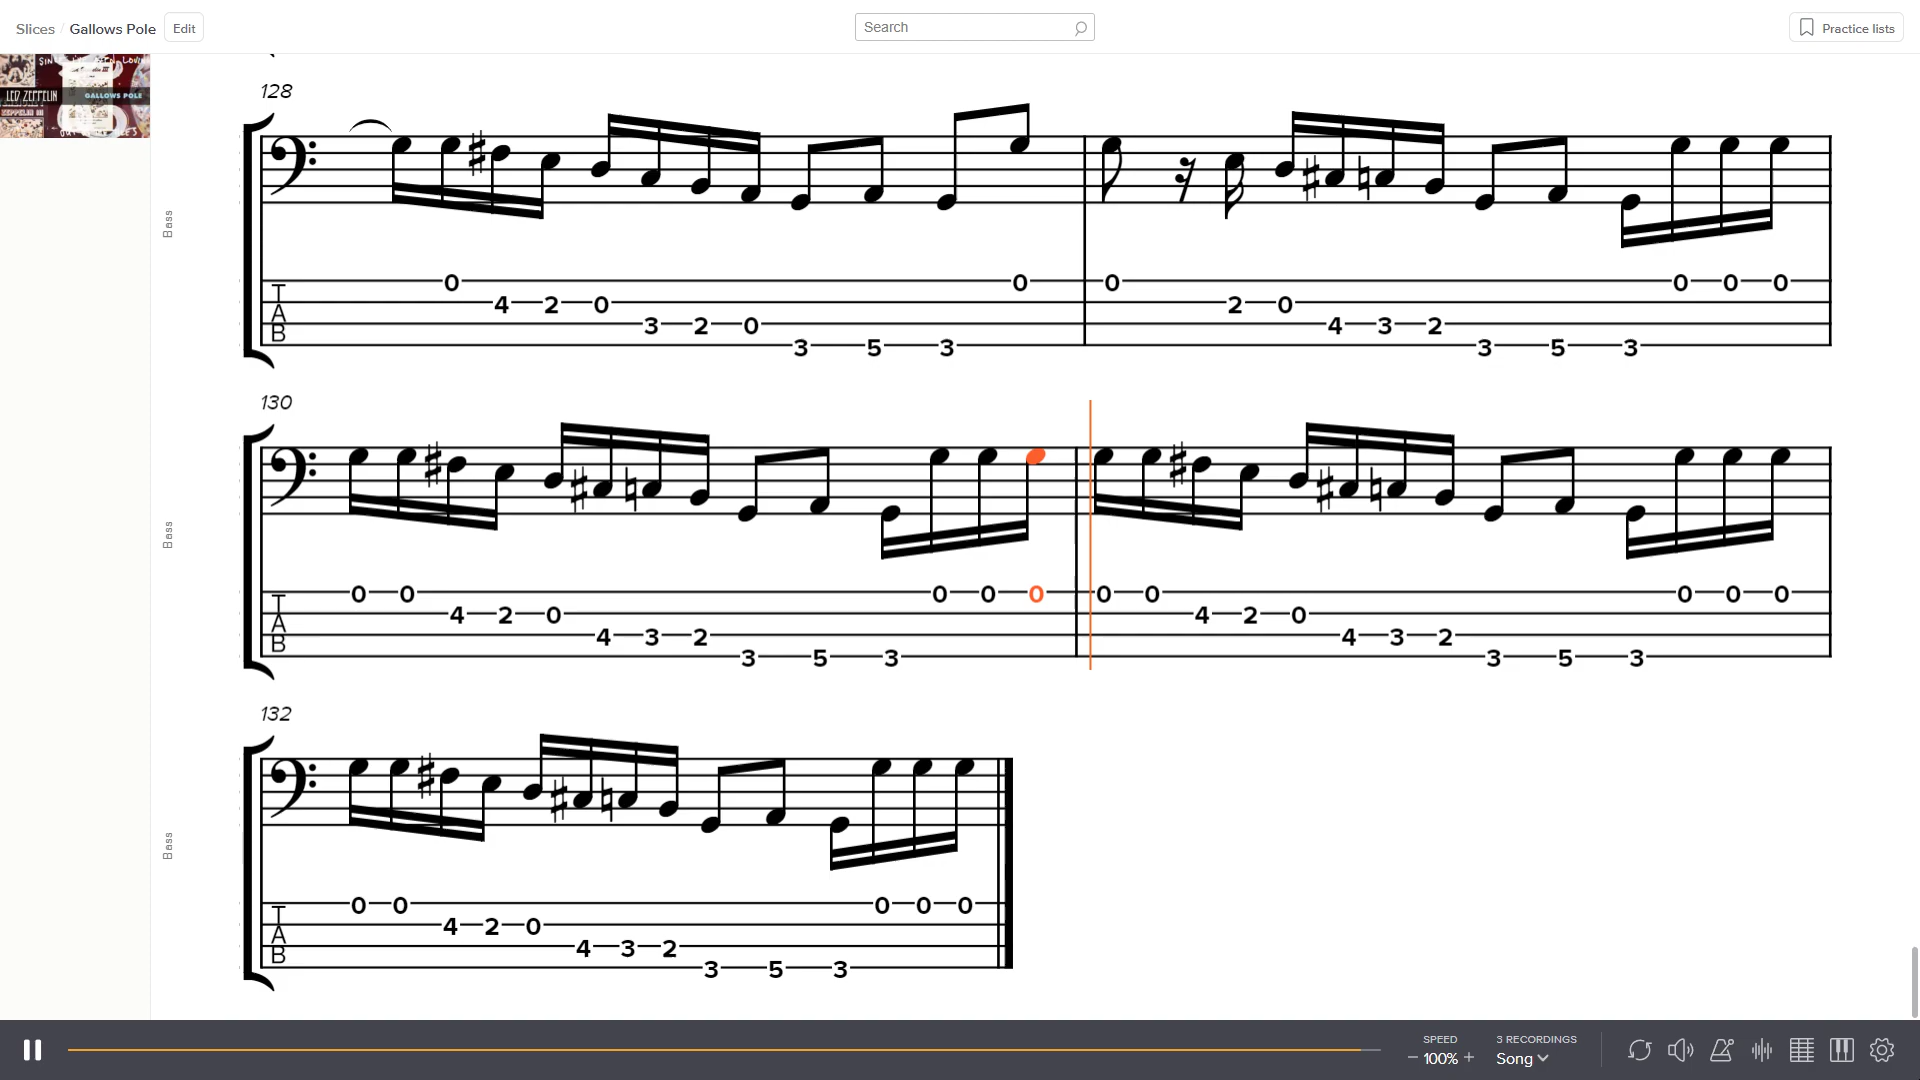 Slices / Gallows Pole Edit
Search
Practice lists
LED ZEPPELIN
GALLOWS POLE
128
Bass
0 0 0
4 2 0 2 0 0 0 0
3 2 0 4 3 2
3 5 3 3 5 3
TAB
130
Bass
0 0 0 0 0 0 0 0 0 0
4 2 0 4 2 0
4 3 2 4 3 2
3 5 3 3 5 3
TAB
132
Bass
0 0 0 0 0
4 2 0
4 3 2
3 5 3
TAB
SPEED
− 100% +
3 RECORDINGS
Song